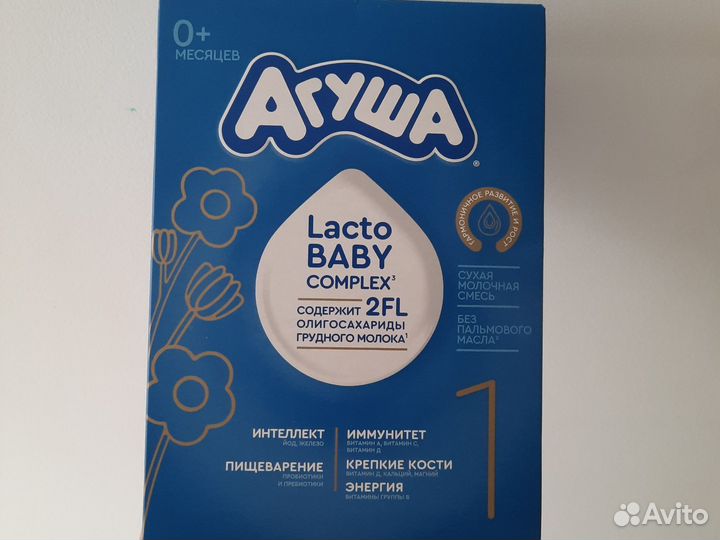 0+
МЕСЯЦЕВ
АГУША®
Lacto
BABY
COMPLEX³
СОДЕРЖИТ 2FL
ОЛИГОСАХАРИДЫ
ГРУДНОГО МОЛОКА¹
ГАРМОНИЧНОЕ РАЗВИТИЕ И РОСТ
СУХАЯ
МОЛОЧНАЯ
СМЕСЬ
БЕЗ
ПАЛЬМОВОГО
МАСЛА²
1
ИНТЕЛЛЕКТ
ЙОД, ЖЕЛЕЗО
ПИЩЕВАРЕНИЕ
ПРОБИОТИКИ
И ПРЕБИОТИКИ
ИММУНИТЕТ
ВИТАМИН А, ВИТАМИН С,
ВИТАМИН Д
КРЕПКИЕ КОСТИ
ВИТАМИН Д, КАЛЬЦИЙ, МАГНИЙ
ЭНЕРГИЯ
ВИТАМИНЫ ГРУППЫ В
Avito